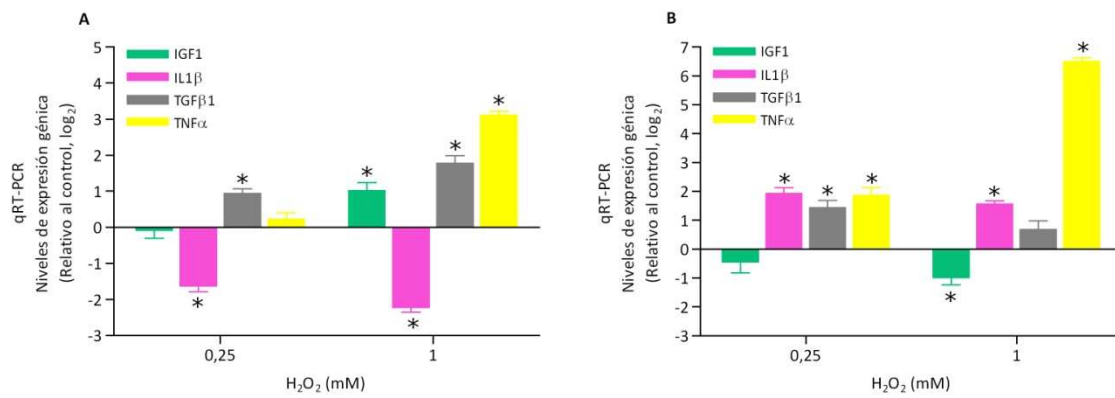 A
qRT-PCR
Niveles de expresión génica
(Relativo al control, log2)
5
4
3
2
1
0
-1
-2
-3
IGF1
IL1β
TGFβ1
TNFα
*
*
*
*
*
*
0,25
1
H2O2 (mM)
B
qRT-PCR
Niveles de expresión génica
(Relativo al control, log2)
7
6
5
4
3
2
1
0
-1
-2
-3
IGF1
IL1β
TGFβ1
TNFα
*
*
*
*
*
*
0,25
1
H2O2 (mM)